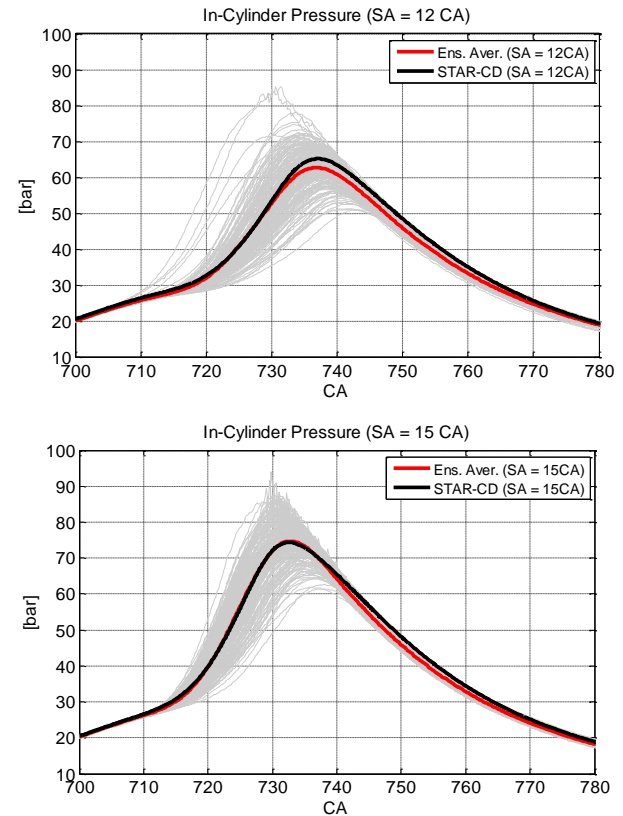 In-Cylinder Pressure (SA = 12 CA)
100
90
80
70
60
50
40
30
20
10
[bar]
Ens. Aver. (SA = 12CA)
STAR-CD (SA = 12CA)
700 710 720 730 740 750 760 770 780
CA
In-Cylinder Pressure (SA = 15 CA)
100
90
80
70
60
50
40
30
20
10
[bar]
Ens. Aver. (SA = 15CA)
STAR-CD (SA = 15CA)
700 710 720 730 740 750 760 770 780
CA